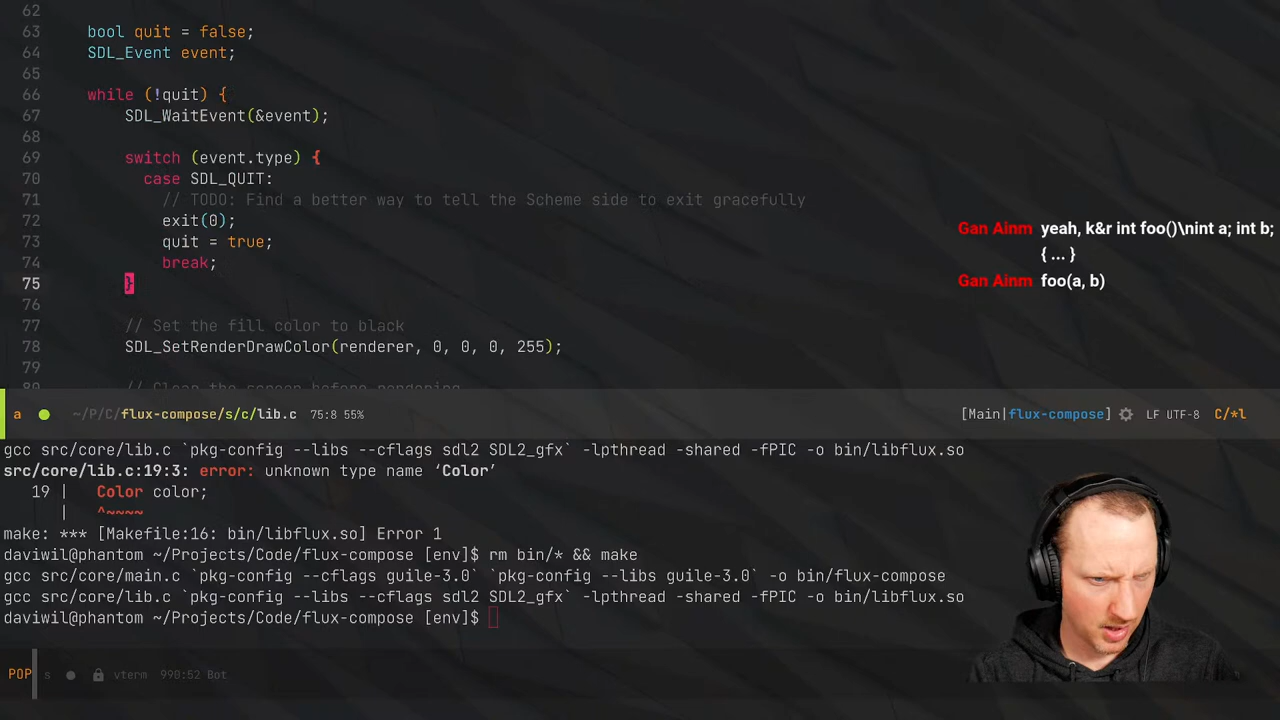 62
63 bool quit = false;
64 SDL_Event event;
65
66 while (!quit) {
67 SDL_WaitEvent(&event);
68
69 switch (event.type) {
70 case SDL_QUIT:
71 // TODO: Find a better way to tell the Scheme side to exit gracefully
72 exit(0);
73 quit = true;
74 break;
75 }
76
77 // Set the fill color to black
78 SDL_SetRenderDrawColor(renderer, 0, 0, 0, 255);
79
80 // Clear the screen before rendering
Gan Ainm yeah, k&r int foo()\nint a; int b;
{ ... }
Gan Ainm foo(a, b)
a ~/P/C/flux-compose/s/c/lib.c 75:8 55% [Main|flux-compose] LF UTF-8 C/*l
gcc src/core/lib.c `pkg-config --libs --cflags sdl2 SDL2_gfx` -lpthread -shared -fPIC -o bin/libflux.so
src/core/lib.c:19:3: error: unknown type name ‘Color’
19 | Color color;
| ^~~~~
make: *** [Makefile:16: bin/libflux.so] Error 1
daviwil@phantom ~/Projects/Code/flux-compose [env]$ rm bin/* && make
gcc src/core/main.c `pkg-config --cflags guile-3.0` `pkg-config --libs guile-3.0` -o bin/flux-compose
gcc src/core/lib.c `pkg-config --libs --cflags sdl2 SDL2_gfx` -lpthread -shared -fPIC -o bin/libflux.so
daviwil@phantom ~/Projects/Code/flux-compose [env]$
POP s vterm 990:52 Bot